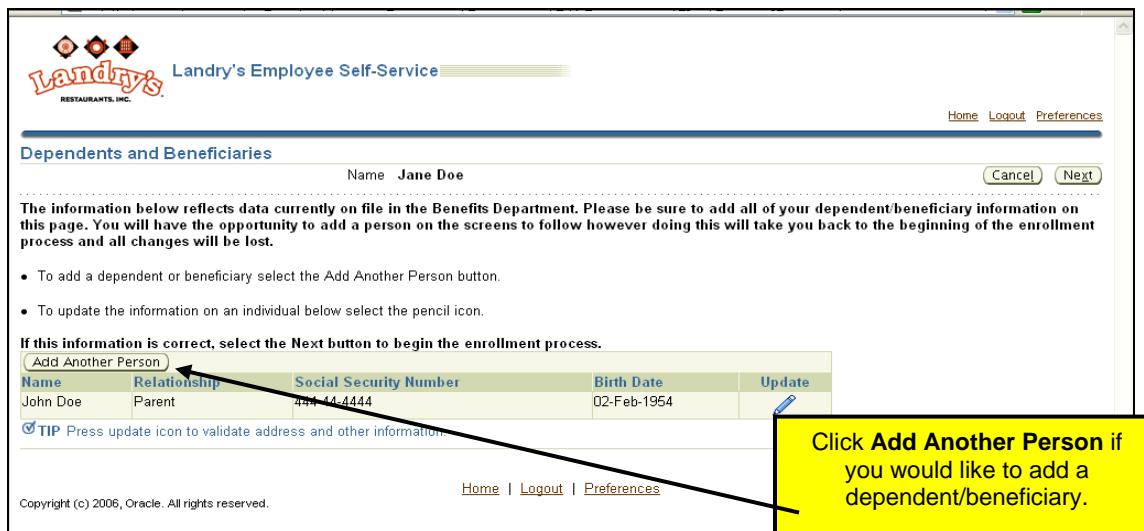 Landry's
RESTAURANTS, INC.
Landry's Employee Self-Service
Home Logout Preferences
Dependents and Beneficiaries
Name Jane Doe
Cancel Next
The information below reflects data currently on file in the Benefits Department. Please be sure to add all of your dependent/beneficiary information on
this page. You will have the opportunity to add a person on the screens to follow however doing this will take you back to the beginning of the enrollment
process and all changes will be lost.
• To add a dependent or beneficiary select the Add Another Person button.
• To update the information on an individual below select the pencil icon.
If this information is correct, select the Next button to begin the enrollment process.
Add Another Person
Name Relationship Social Security Number Birth Date Update
John Doe Parent 444-44-4444 02-Feb-1954
TIP Press update icon to validate address and other information.
Click Add Another Person if
you would like to add a
dependent/beneficiary.
Home | Logout | Preferences
Copyright (c) 2006, Oracle. All rights reserved.